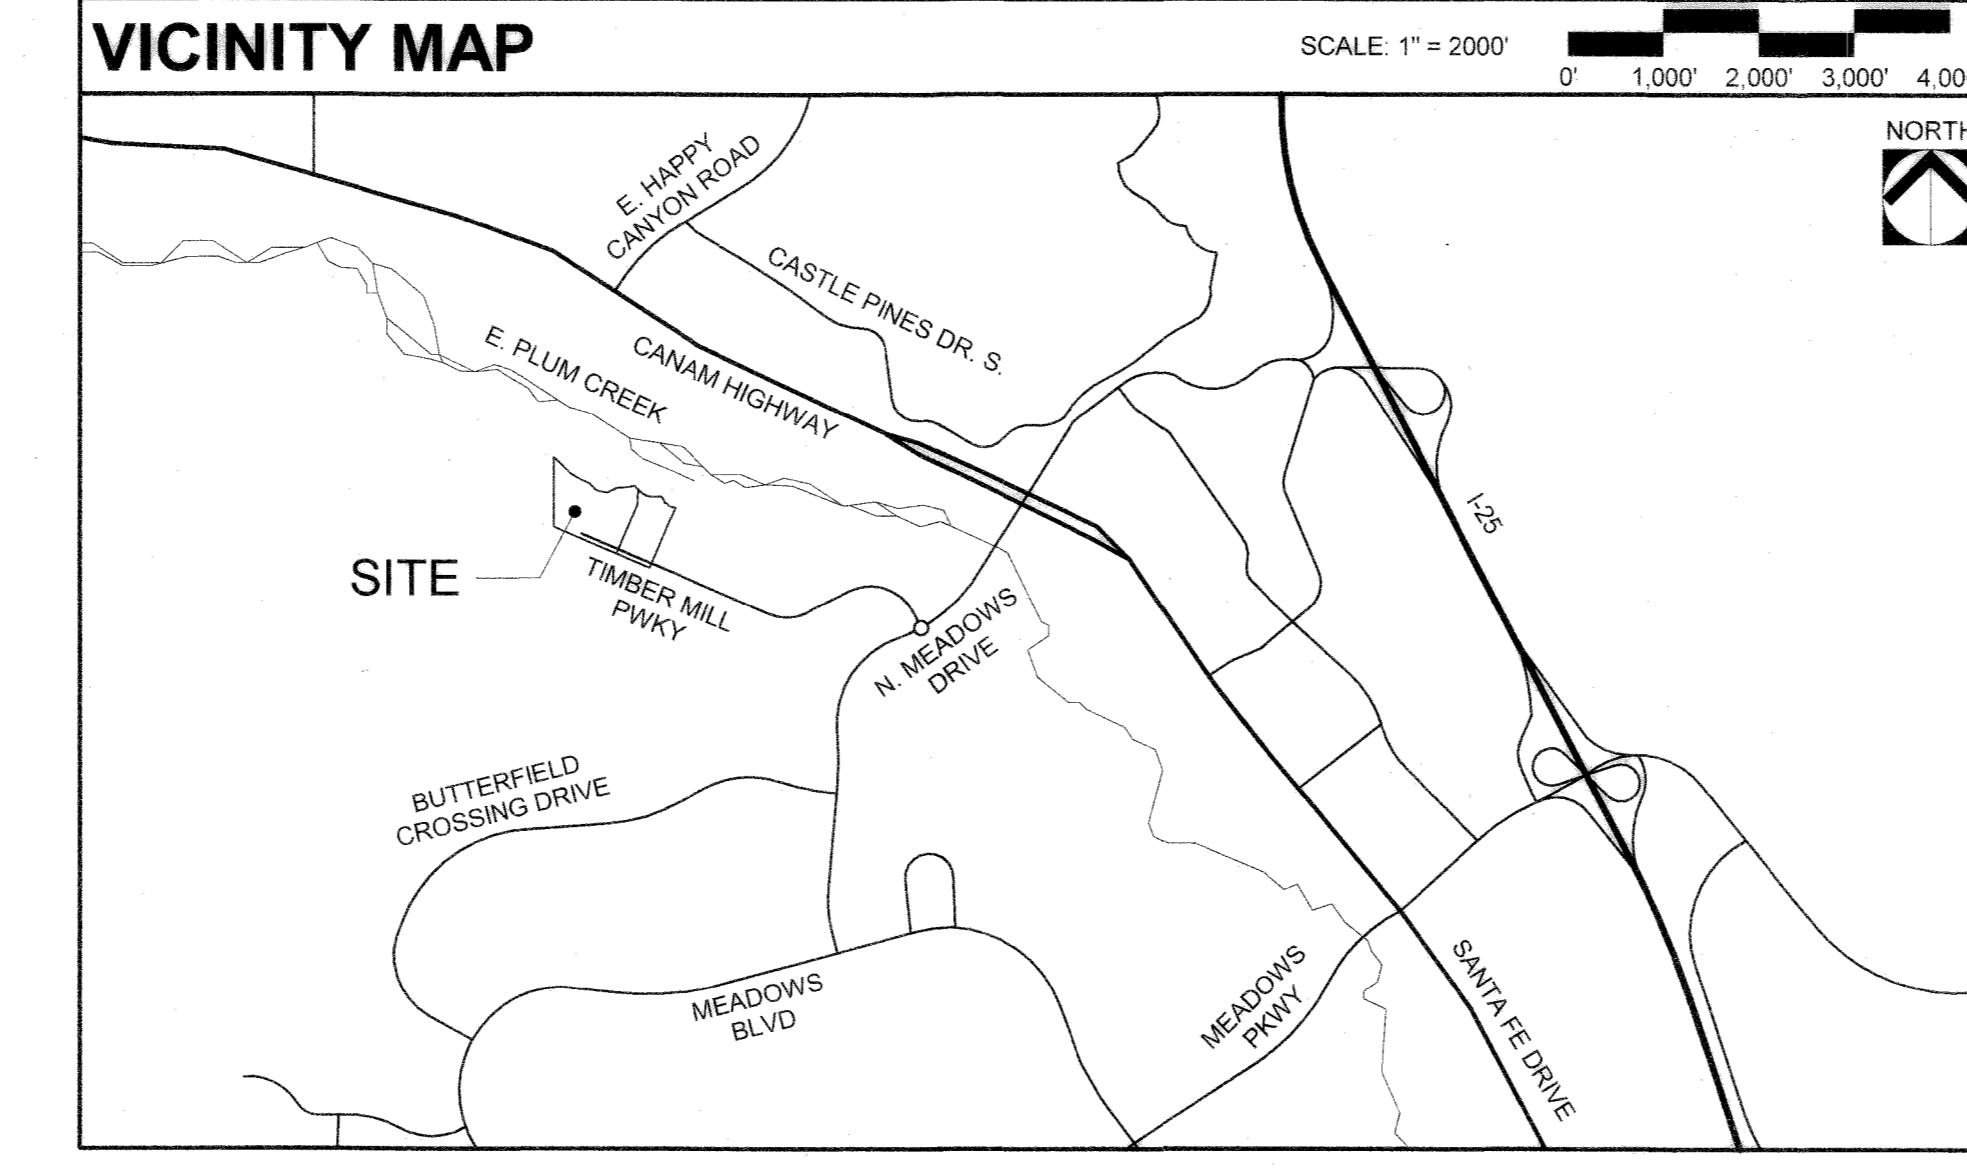 VICINITY MAP
SCALE: 1" = 2000'
0' 1,000' 2,000' 3,000' 4,00
NORTH
E. HAPPY
CANYON ROAD
CASTLE PINES DR. S.
E. PLUM CREEK
CANAM HIGHWAY
I-25
SITE
TIMBER MILL
PWKY
N. MEADOWS
DRIVE
BUTTERFIELD
CROSSING DRIVE
MEADOWS
BLVD
MEADOWS
PKWY
SANTA FE DRIVE